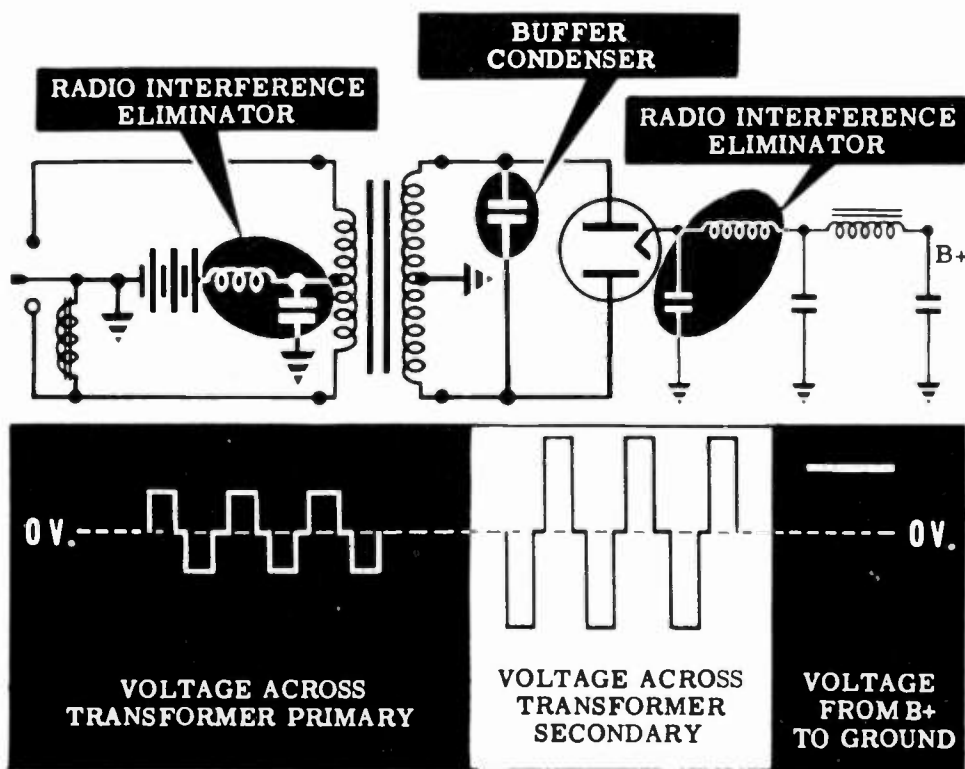 BUFFER
CONDENSER
RADIO INTERFERENCE
ELIMINATOR
RADIO INTERFERENCE
ELIMINATOR
B+
0 V.
0 V.
VOLTAGE ACROSS
TRANSFORMER PRIMARY
VOLTAGE ACROSS
TRANSFORMER
SECONDARY
VOLTAGE
FROM B+
TO GROUND